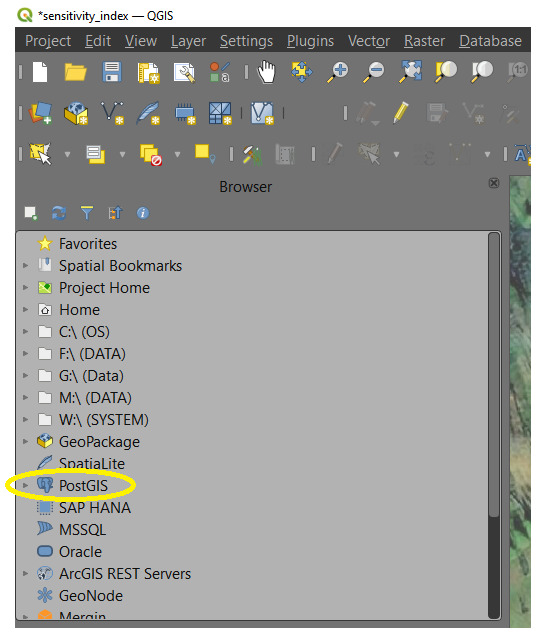 *sensitivity_index — QGIS
Project Edit View Layer Settings Plugins Vector Raster Database
Browser
Favorites
Spatial Bookmarks
Project Home
Home
C:\ (OS)
F:\ (DATA)
G:\ (Data)
M:\ (DATA)
W:\ (SYSTEM)
GeoPackage
SpatiaLite
PostGIS
SAP HANA
MSSQL
Oracle
ArcGIS REST Servers
GeoNode
Mergin